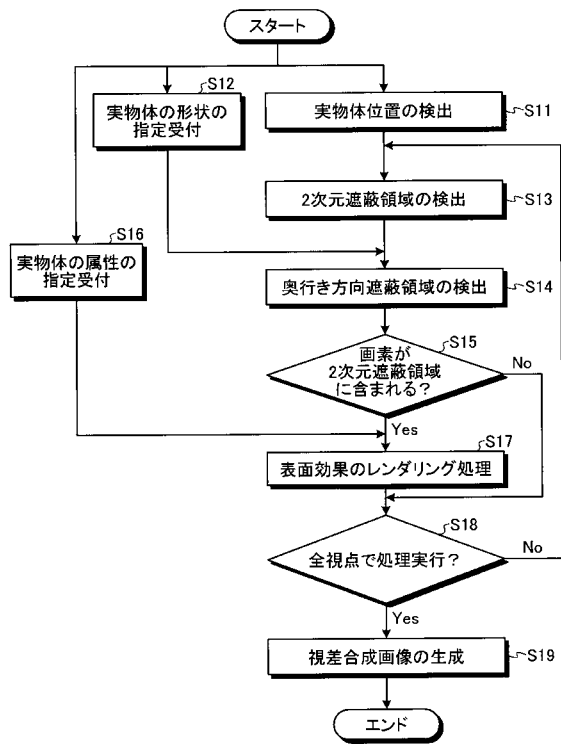 スタート
S12
実物体の形状の
指定受付
実物体位置の検出
S11
2次元遮蔽領域の検出
S13
S16
実物体の属性の
指定受付
奥行き方向遮蔽領域の検出
S14
S15
画素が
2次元遮蔽領域
に含まれる?
No
Yes
S17
表面効果のレンダリング処理
S18
全視点で処理実行?
No
Yes
視差合成画像の生成
S19
エンド